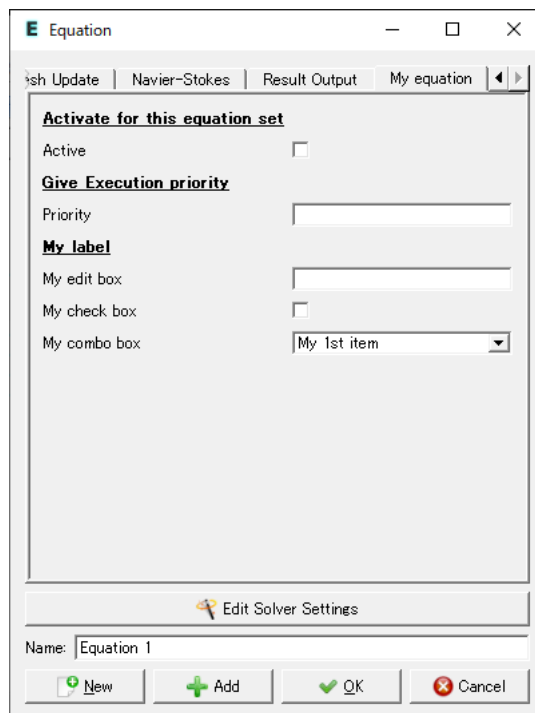 E Equation
sh Update Navier-Stokes Result Output My equation
Activate for this equation set
Active
Give Execution priority
Priority
My label
My edit box
My check box
My combo box My 1st item
Edit Solver Settings
Name: Equation 1
New Add OK Cancel